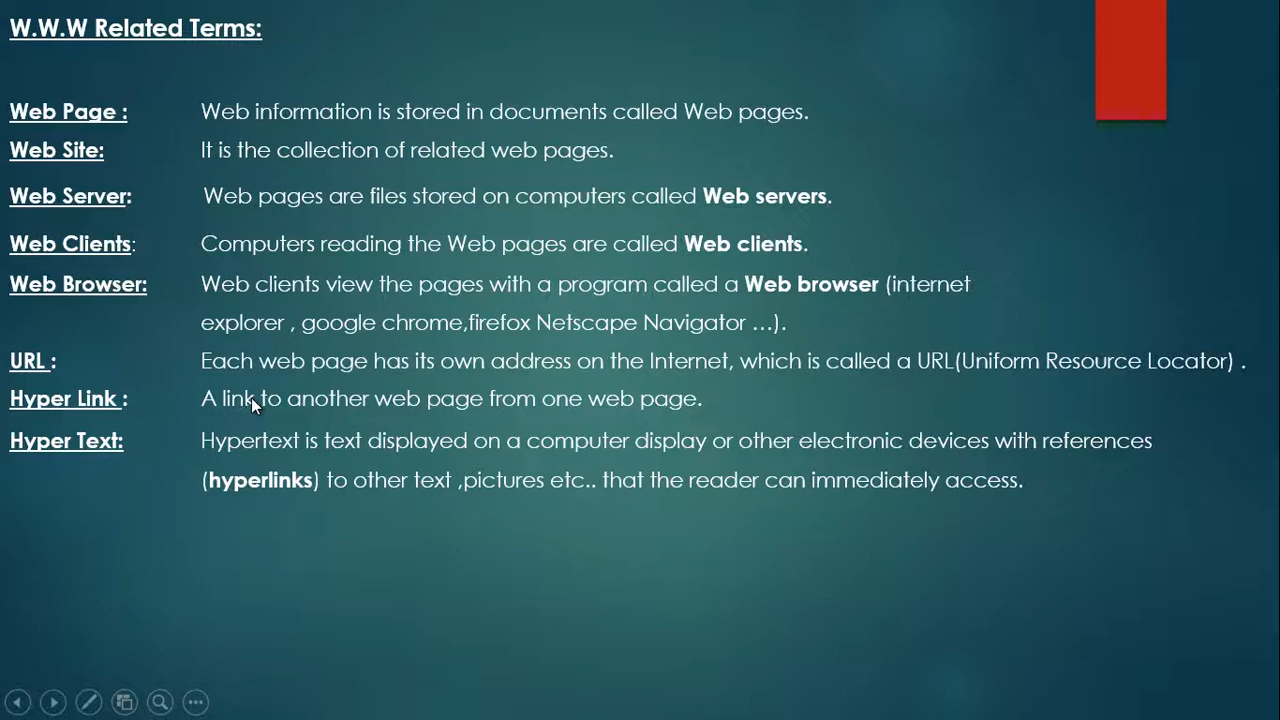 W.W.W Related Terms:
Web Page : Web information is stored in documents called Web pages.
Web Site: It is the collection of related web pages.
Web Server: Web pages are files stored on computers called Web servers.
Web Clients: Computers reading the Web pages are called Web clients.
Web Browser: Web clients view the pages with a program called a Web browser (internet
explorer , google chrome,firefox Netscape Navigator ...).
URL : Each web page has its own address on the Internet, which is called a URL(Uniform Resource Locator) .
Hyper Link : A link to another web page from one web page.
Hyper Text: Hypertext is text displayed on a computer display or other electronic devices with references
(hyperlinks) to other text ,pictures etc.. that the reader can immediately access.